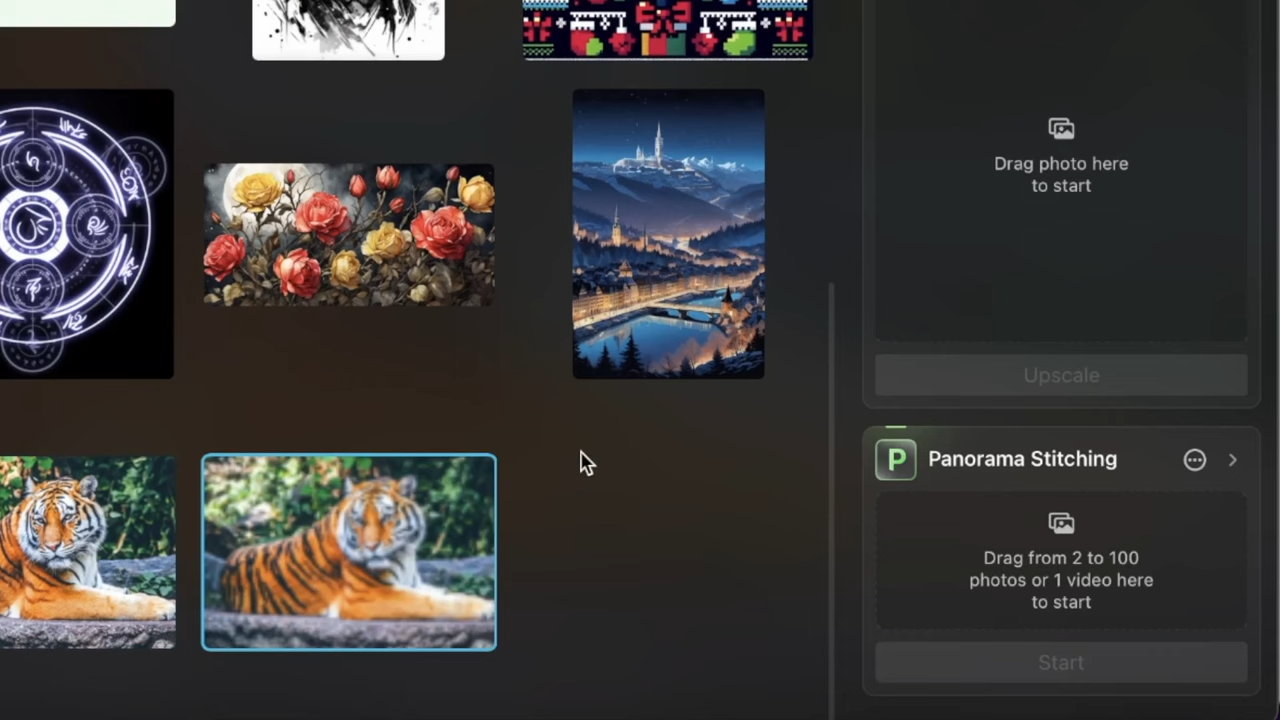 Drag photo here
to start
Upscale
P
Panorama Stitching
Drag from 2 to 100
photos or 1 video here
to start
Start